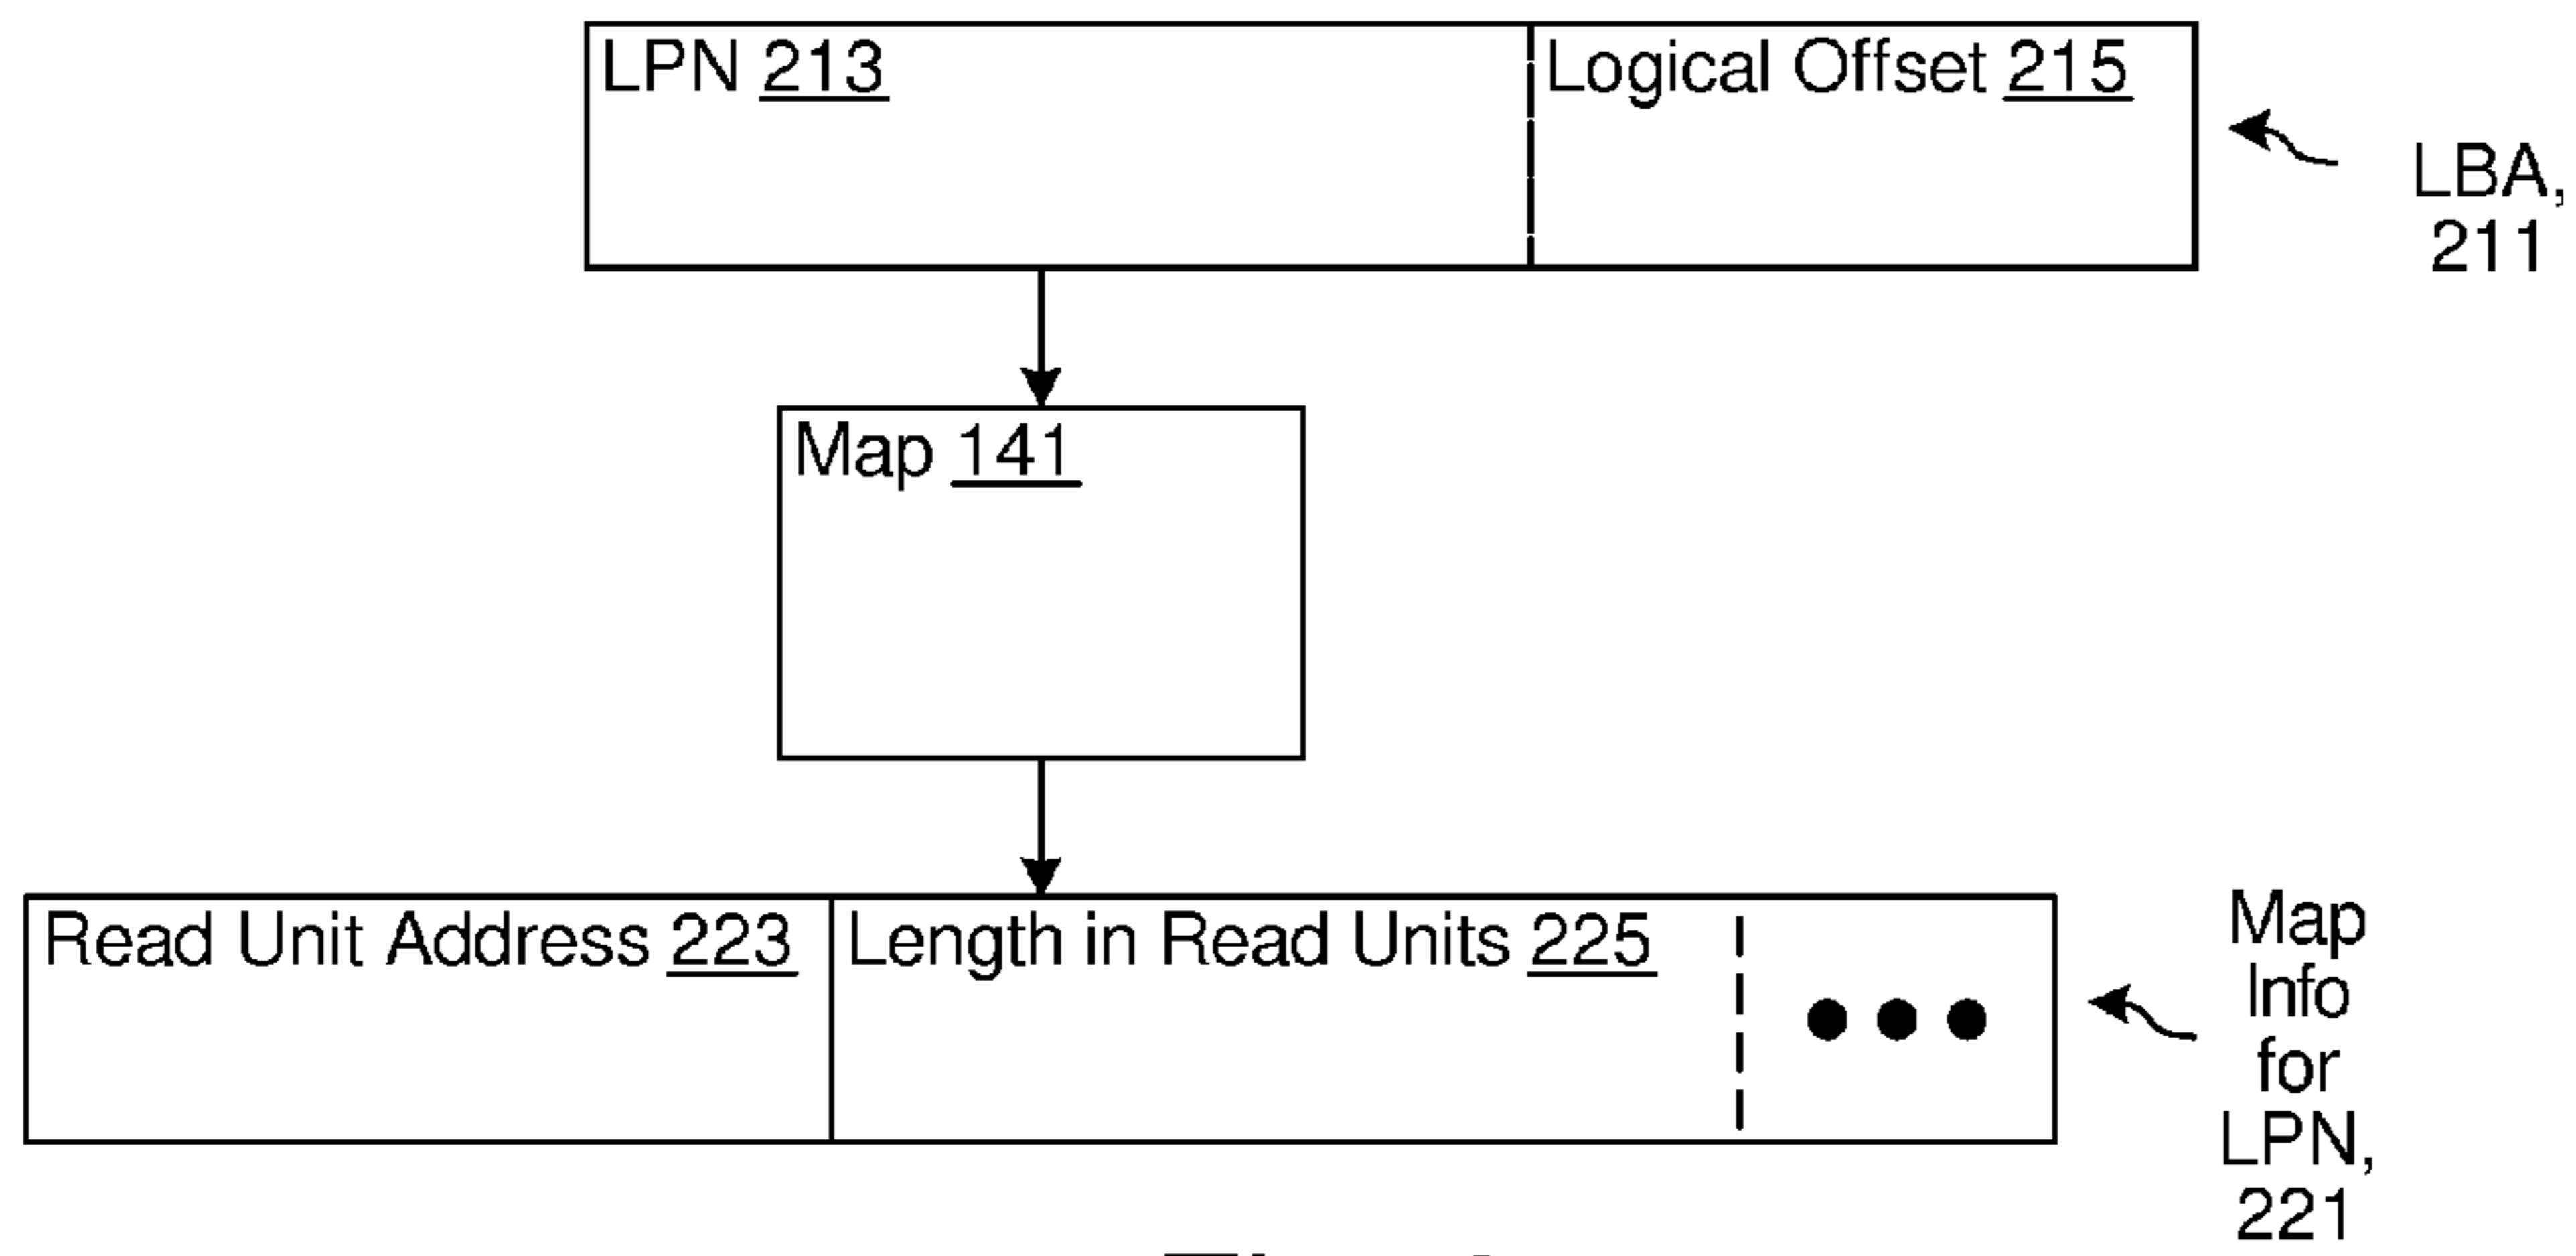 LPN 213
Logical Offset 215
LBA,
211
Map 141
Read Unit Address 223
Length in Read Units 225
Map
Info
for
LPN,
221